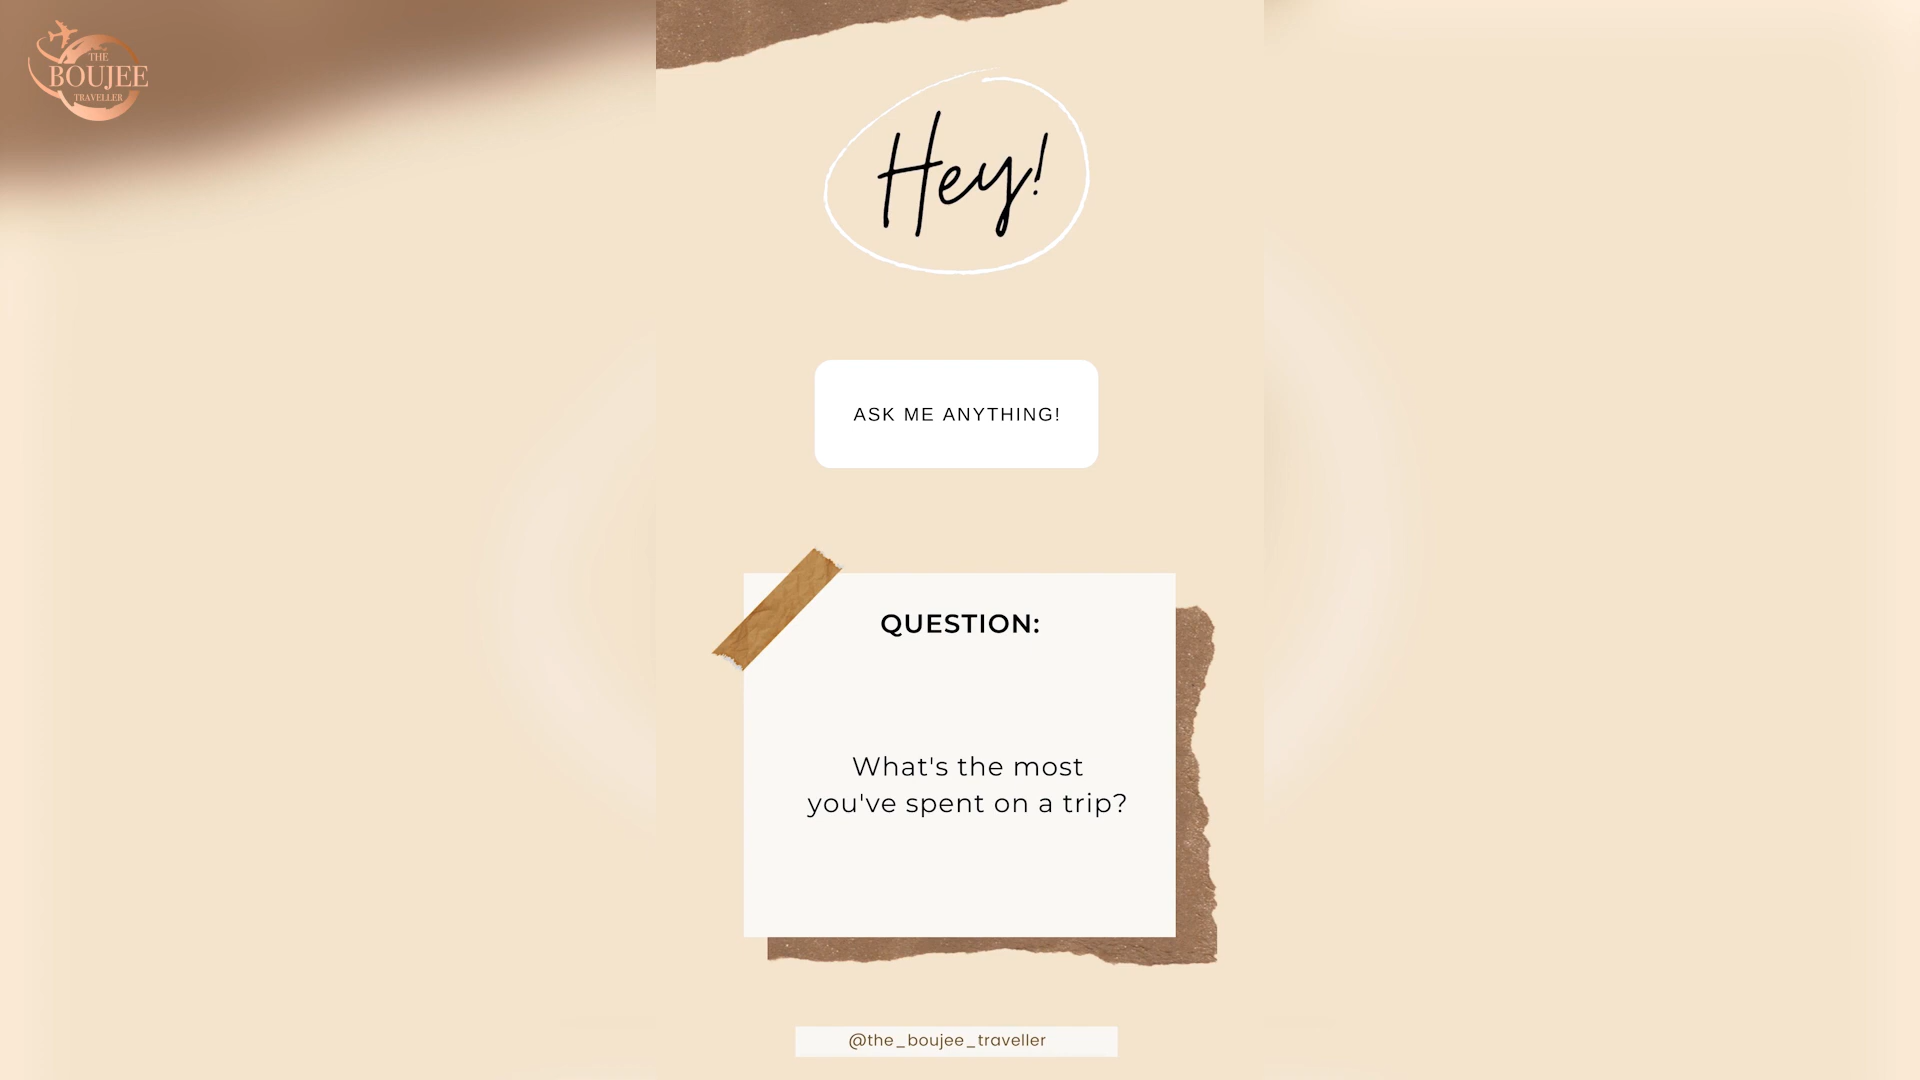 THE
BOUJEE
TRAVELLER
Hey!
ASK ME ANYTHING!
QUESTION:
What's the most
you've spent on a trip?
@the_boujee_traveller